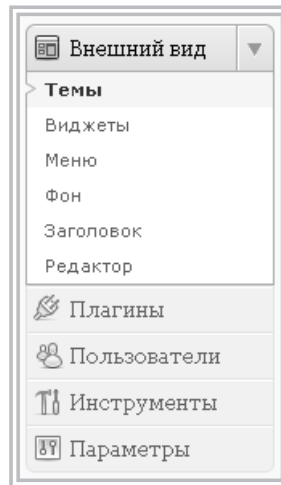 Внешний вид
Темы
Виджеты
Меню
Фон
Заголовок
Редактор
Плагины
Пользователи
Инструменты
Параметры